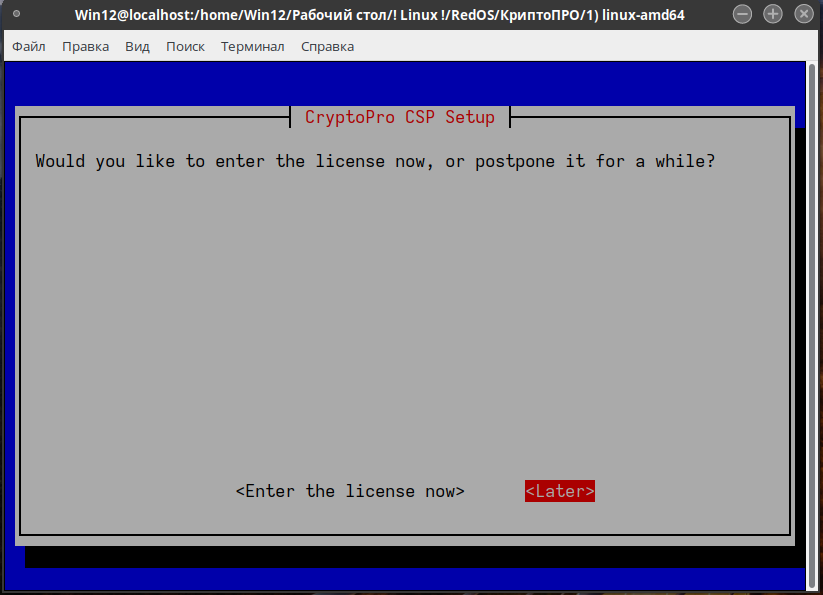 Win12@localhost:/home/Win12/Рабочий стол/! Linux !/RedOS/КриптоПРО/1) linux-amd64
Файл Правка Вид Поиск Терминал Справка
CryptoPro CSP Setup
Would you like to enter the license now, or postpone it for a while?
<Enter the license now> <Later>